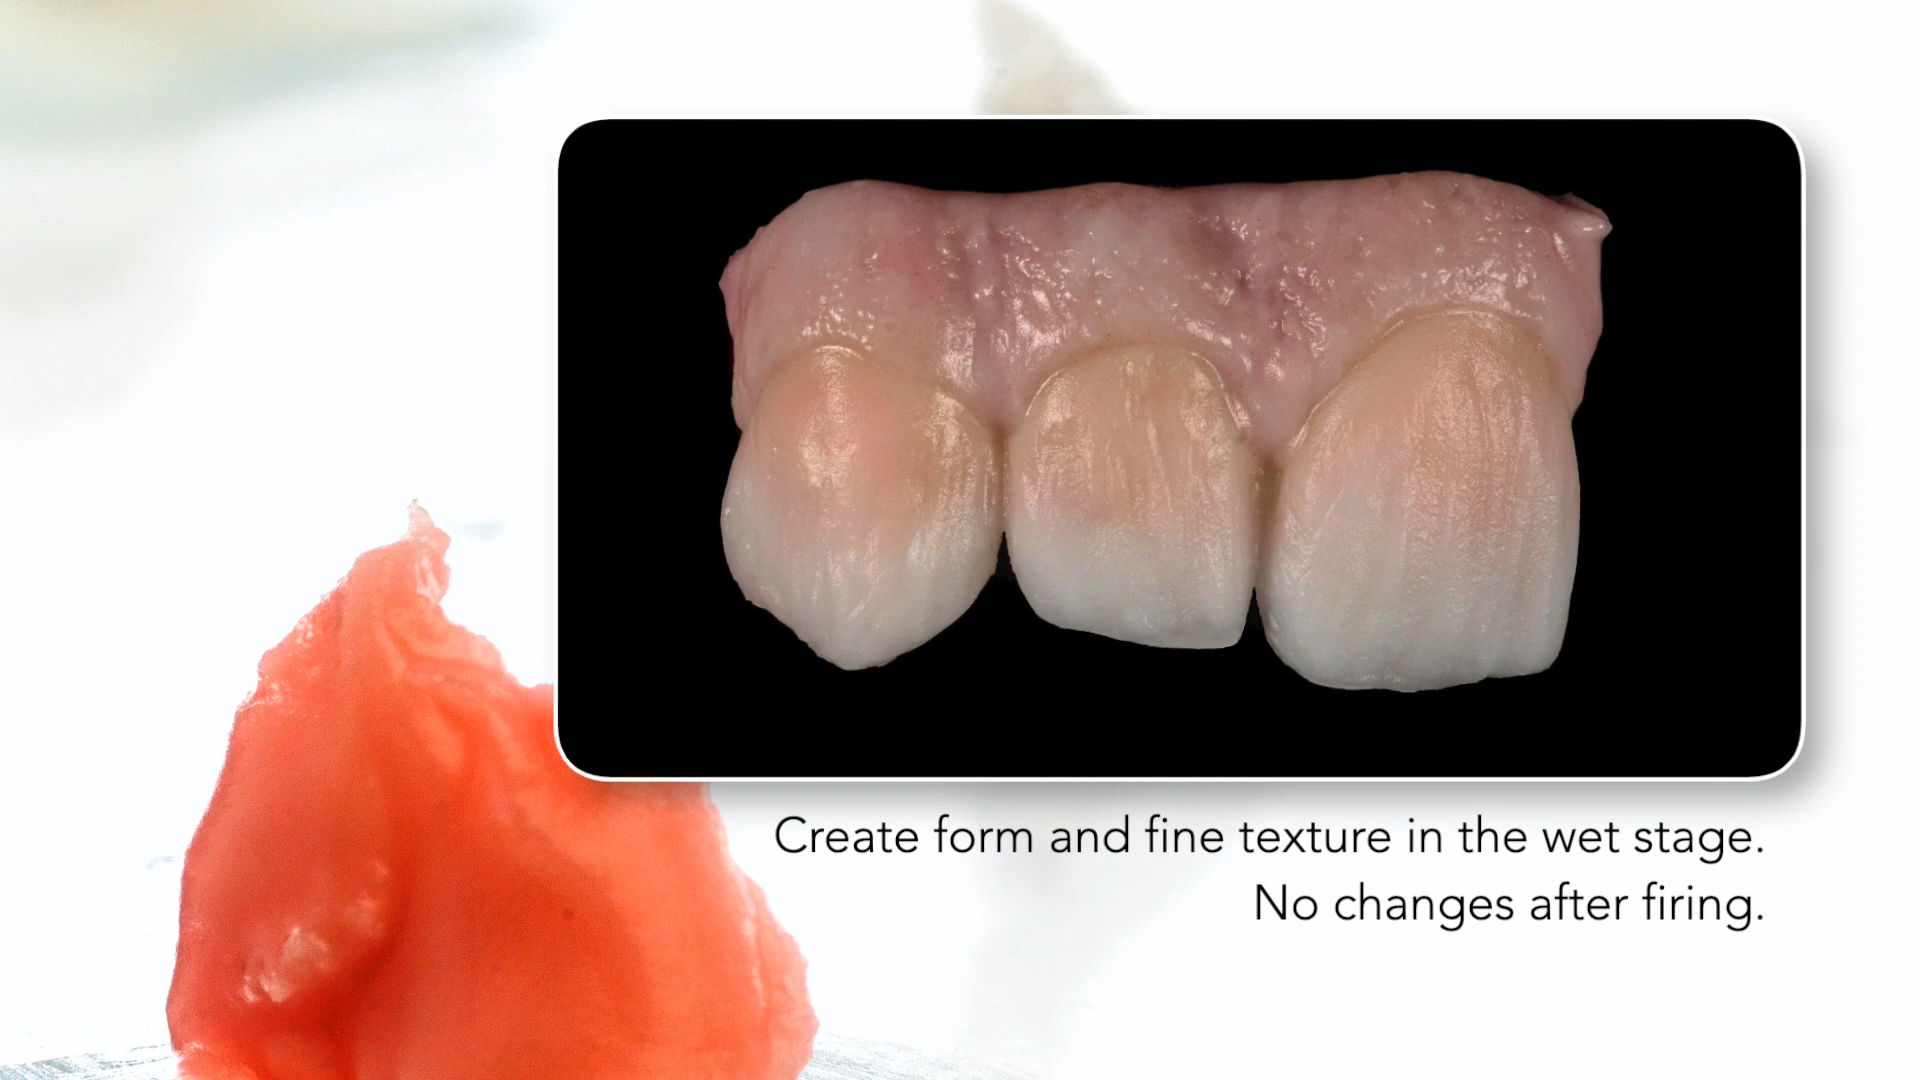 Create form and fine texture in the wet stage.
No changes after firing.